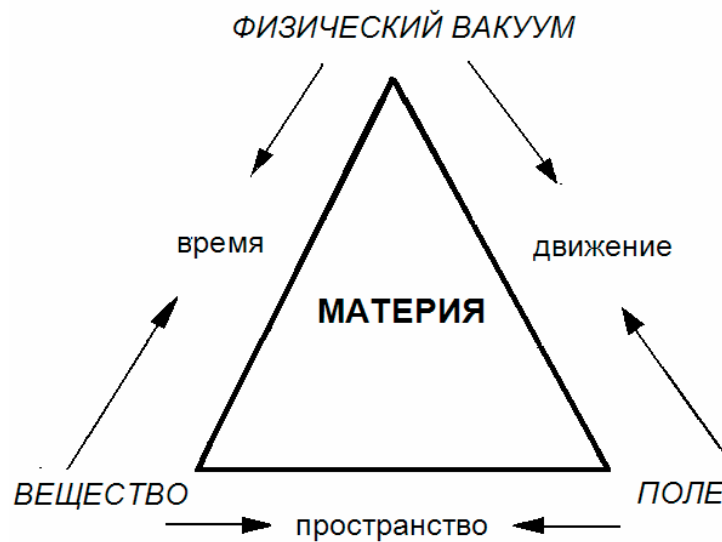 ФИЗИЧЕСКИЙ ВАКУУМ
время
движение
МАТЕРИЯ
ВЕЩЕСТВО
ПОЛЕ
пространство